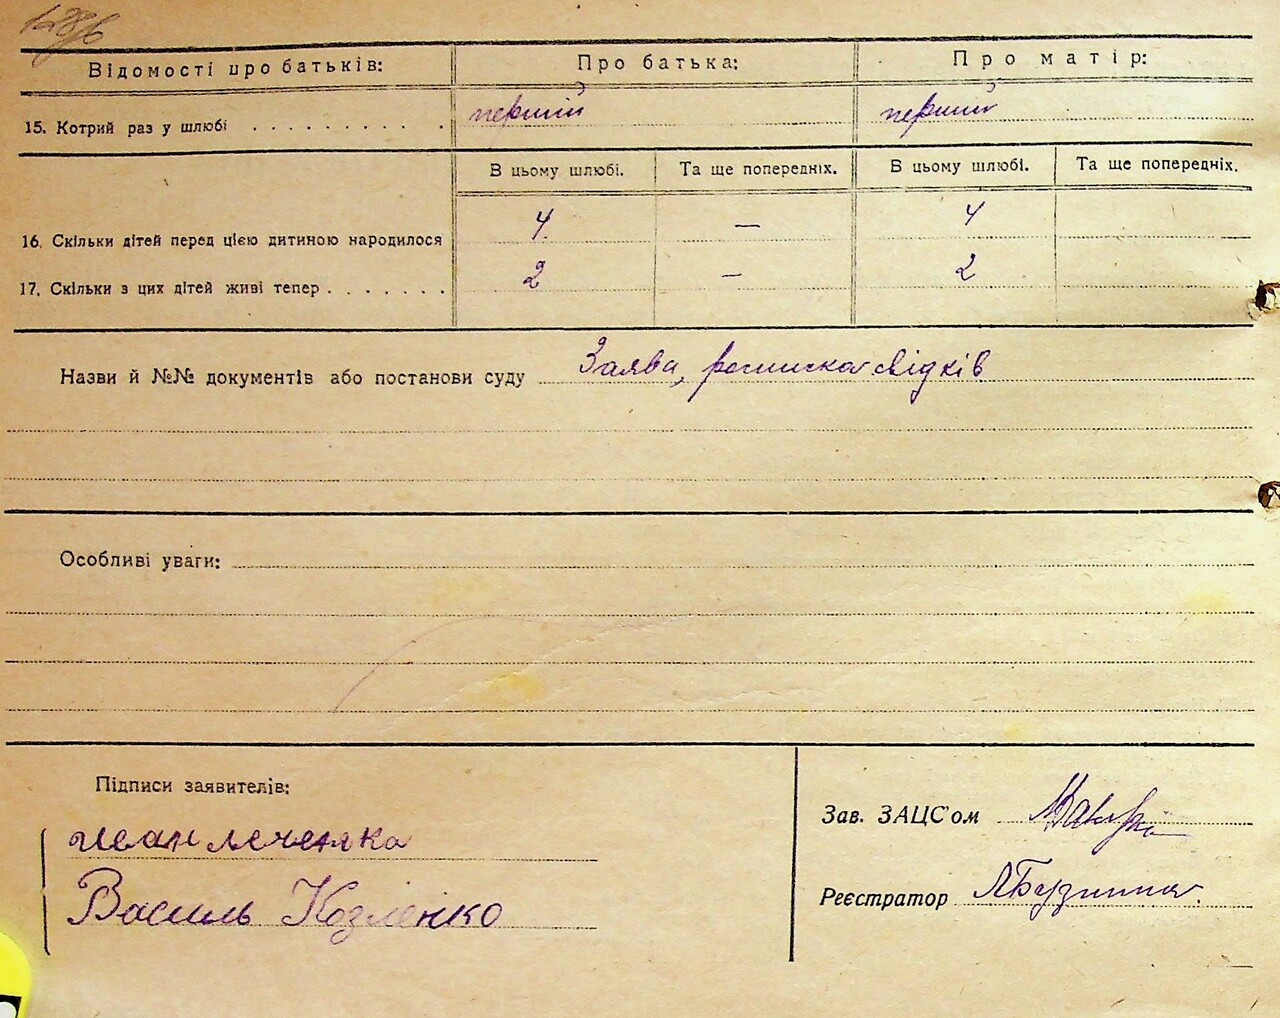 Відомості про батьків: Про батька: Про матір:
15. Котрий раз у шлюбі . . . . . . . . . . . перший перший
В цьому шлюбі. Та ще попередніх. В цьому шлюбі. Та ще попередніх.
16. Скільки дітей перед цією дитиною народилося 4 — 4
17. Скільки з цих дітей живі тепер . . . . . . . 2 — 2
Назви й №№ документів або постанови суду Заява, росписка свідків
Особливі уваги:
Підписи заявителів:
Зав. ЗАЦС'ом
Василь Козленко
Реєстратор